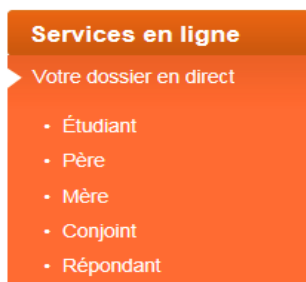 Services en ligne
Votre dossier en direct
• Étudiant
• Père
• Mère
• Conjoint
• Répondant